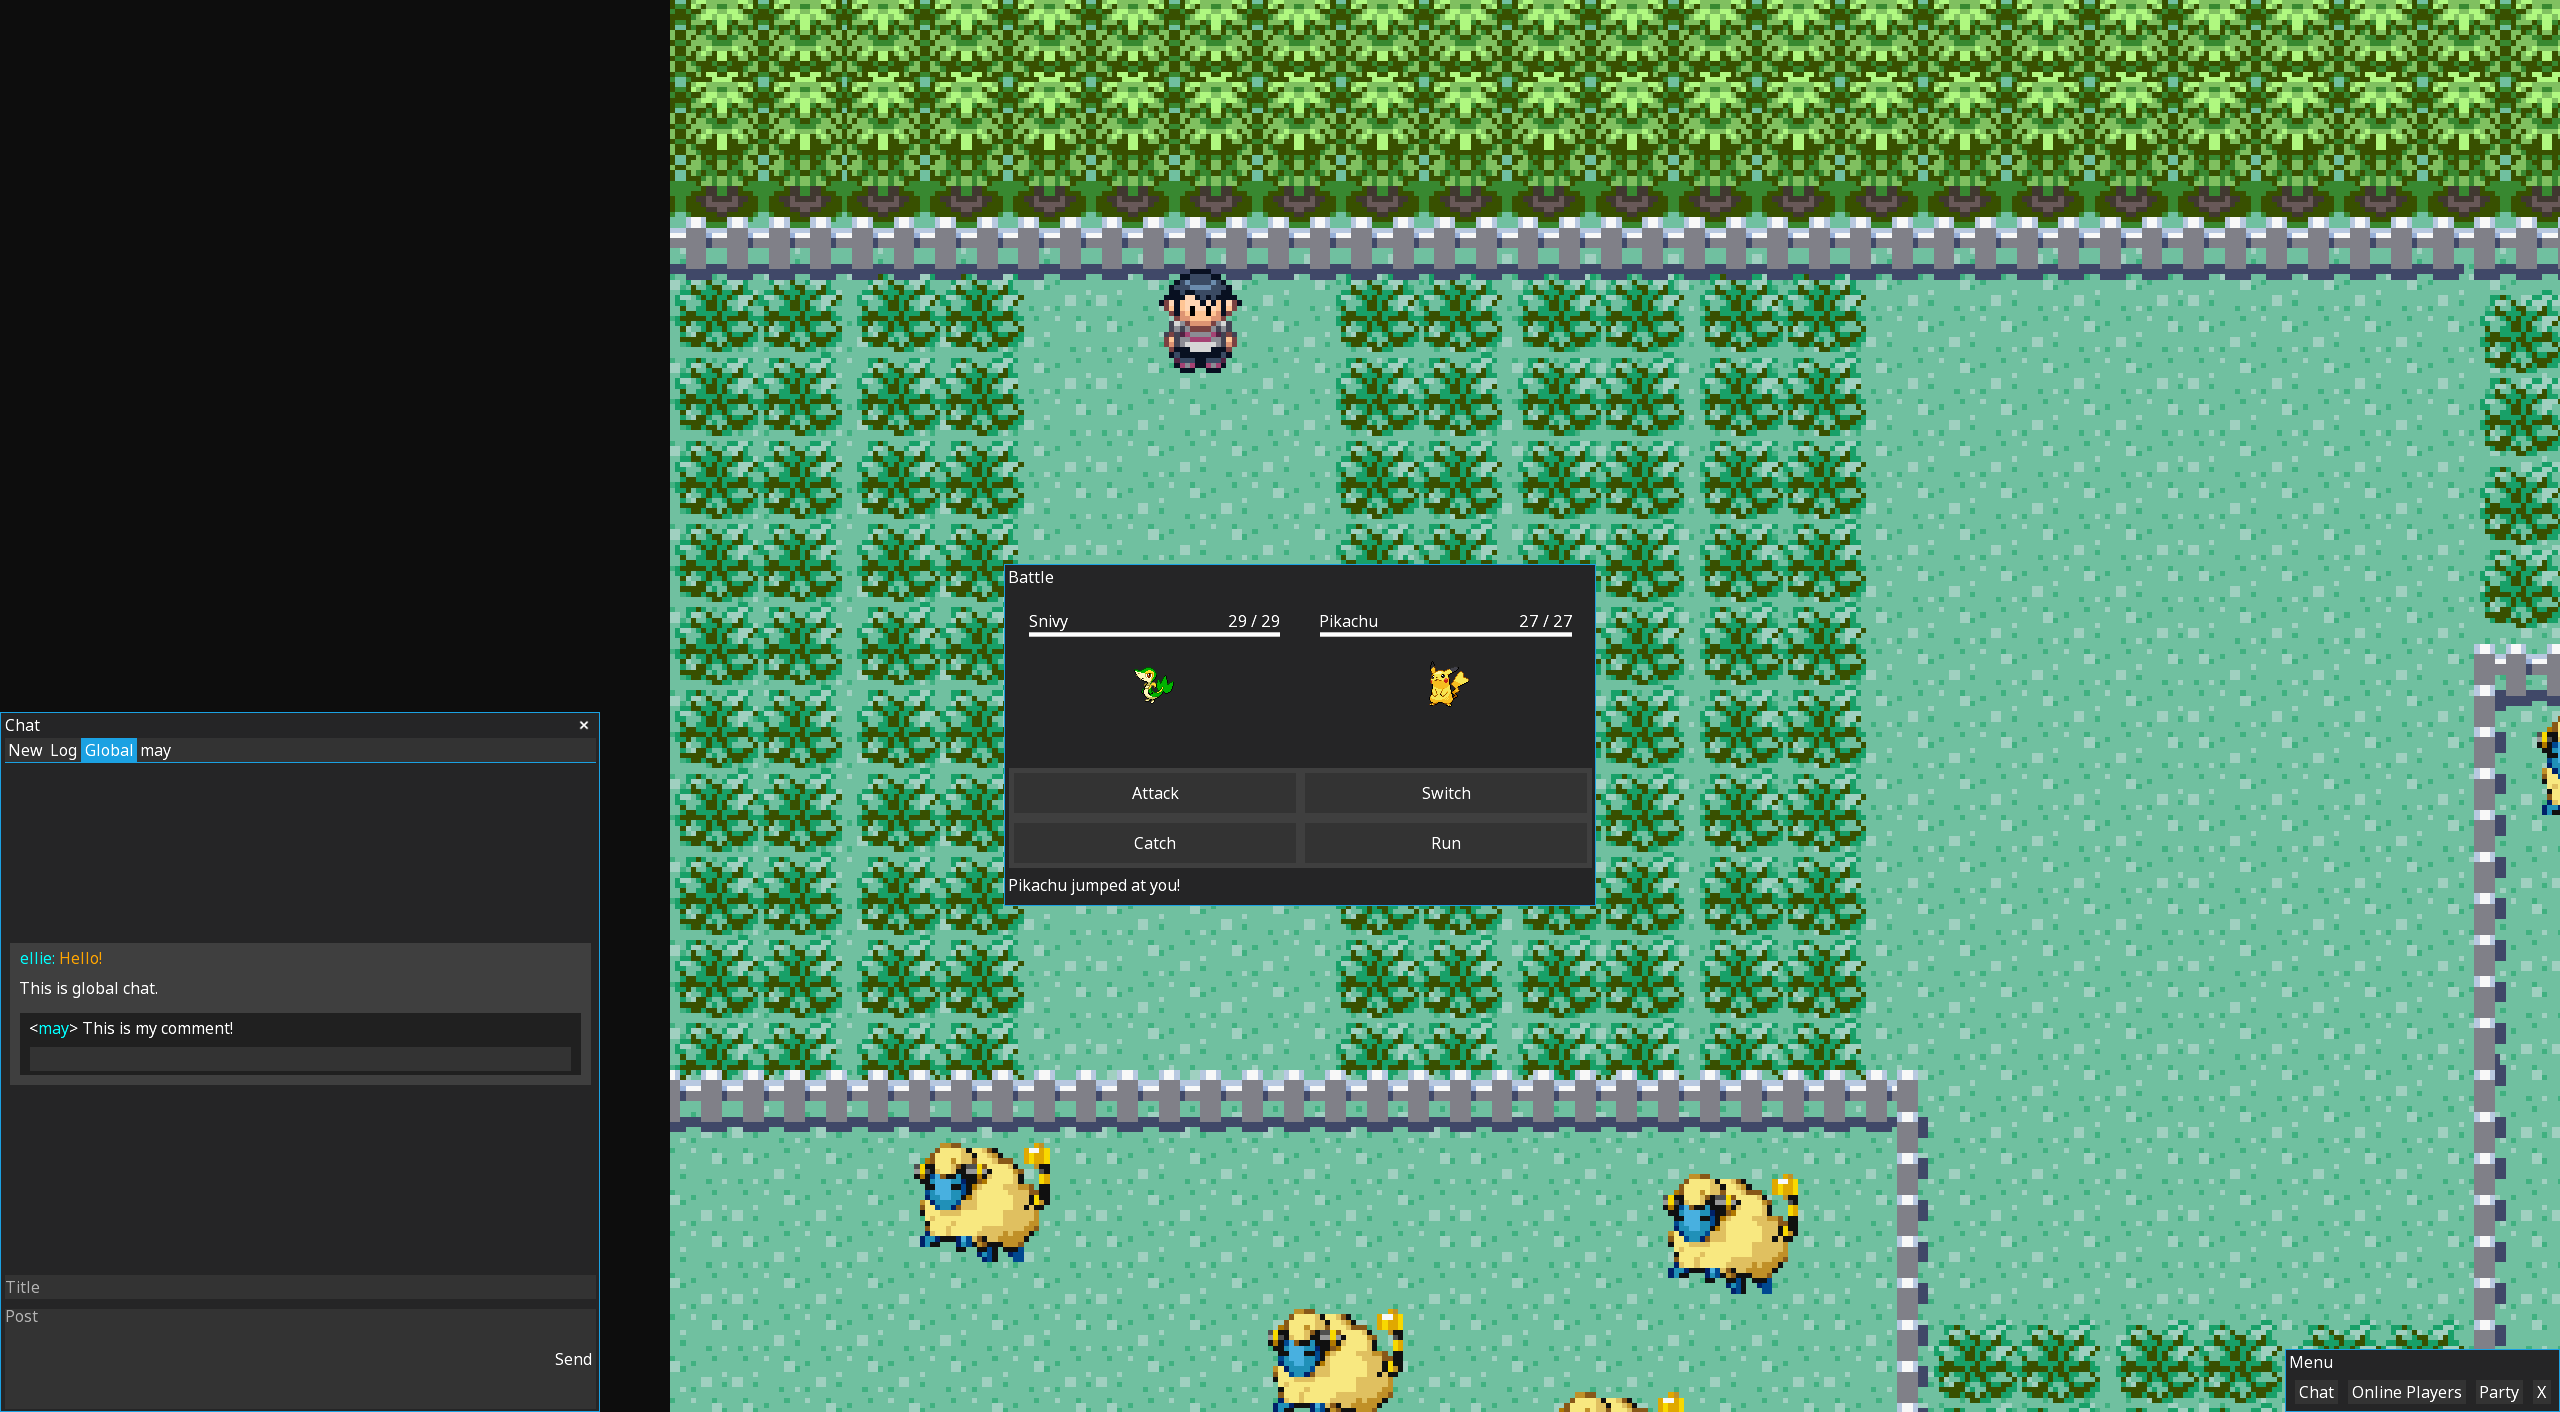 Battle
Snivy 29 / 29 Pikachu 27 / 27
Attack Switch
Catch Run
Pikachu jumped at you!
Chat ×
New Log Global may
ellie: Hello!
This is global chat.
<may> This is my comment!
Title
Post
Send
Menu
Chat Online Players Party X